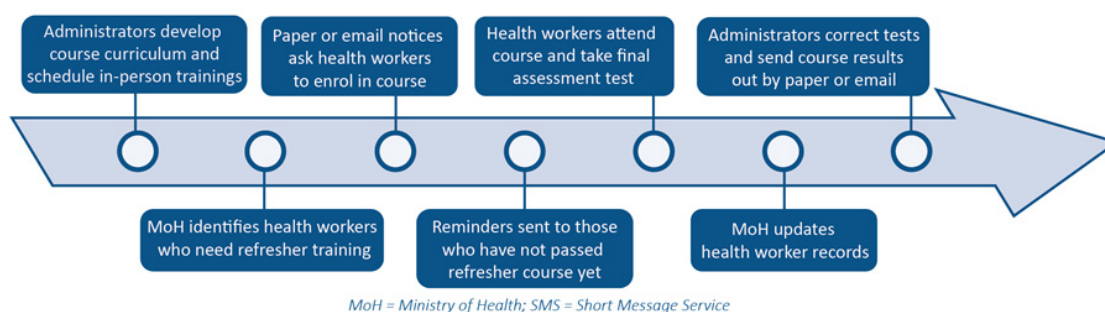 Administrators develop
course curriculum and
schedule in-person trainings
Paper or email notices
ask health workers
to enrol in course
Health workers attend
course and take final
assessment test
Administrators correct tests
and send course results
out by paper or email
MoH identifies health workers
who need refresher training
Reminders sent to those
who have not passed
refresher course yet
MoH updates
health worker records
MoH = Ministry of Health; SMS = Short Message Service